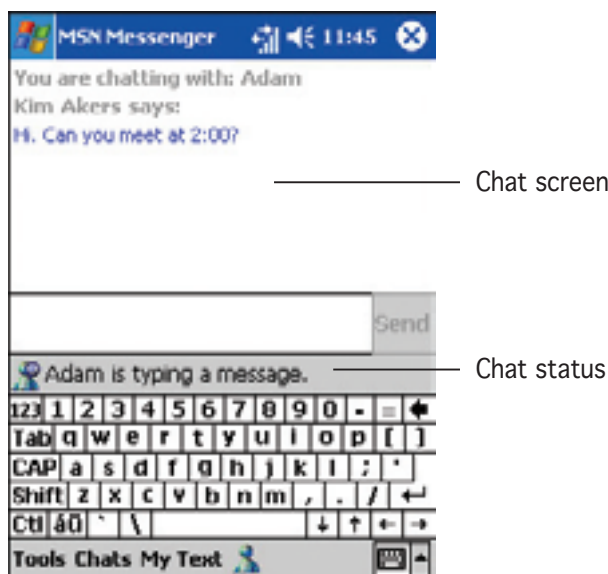 MSN Messenger 11:45
You are chatting with: Adam
Kim Akers says:
Hi. Can you meet at 2:00?
Chat screen
Send
Adam is typing a message.
Chat status
123 1 2 3 4 5 6 7 8 9 0 - =
Tab q w e r t y u i o p [ ]
CAP a s d f g h j k l ; '
Shift z x c v b n m , . /
Ctl áü ` \
Tools Chats My Text